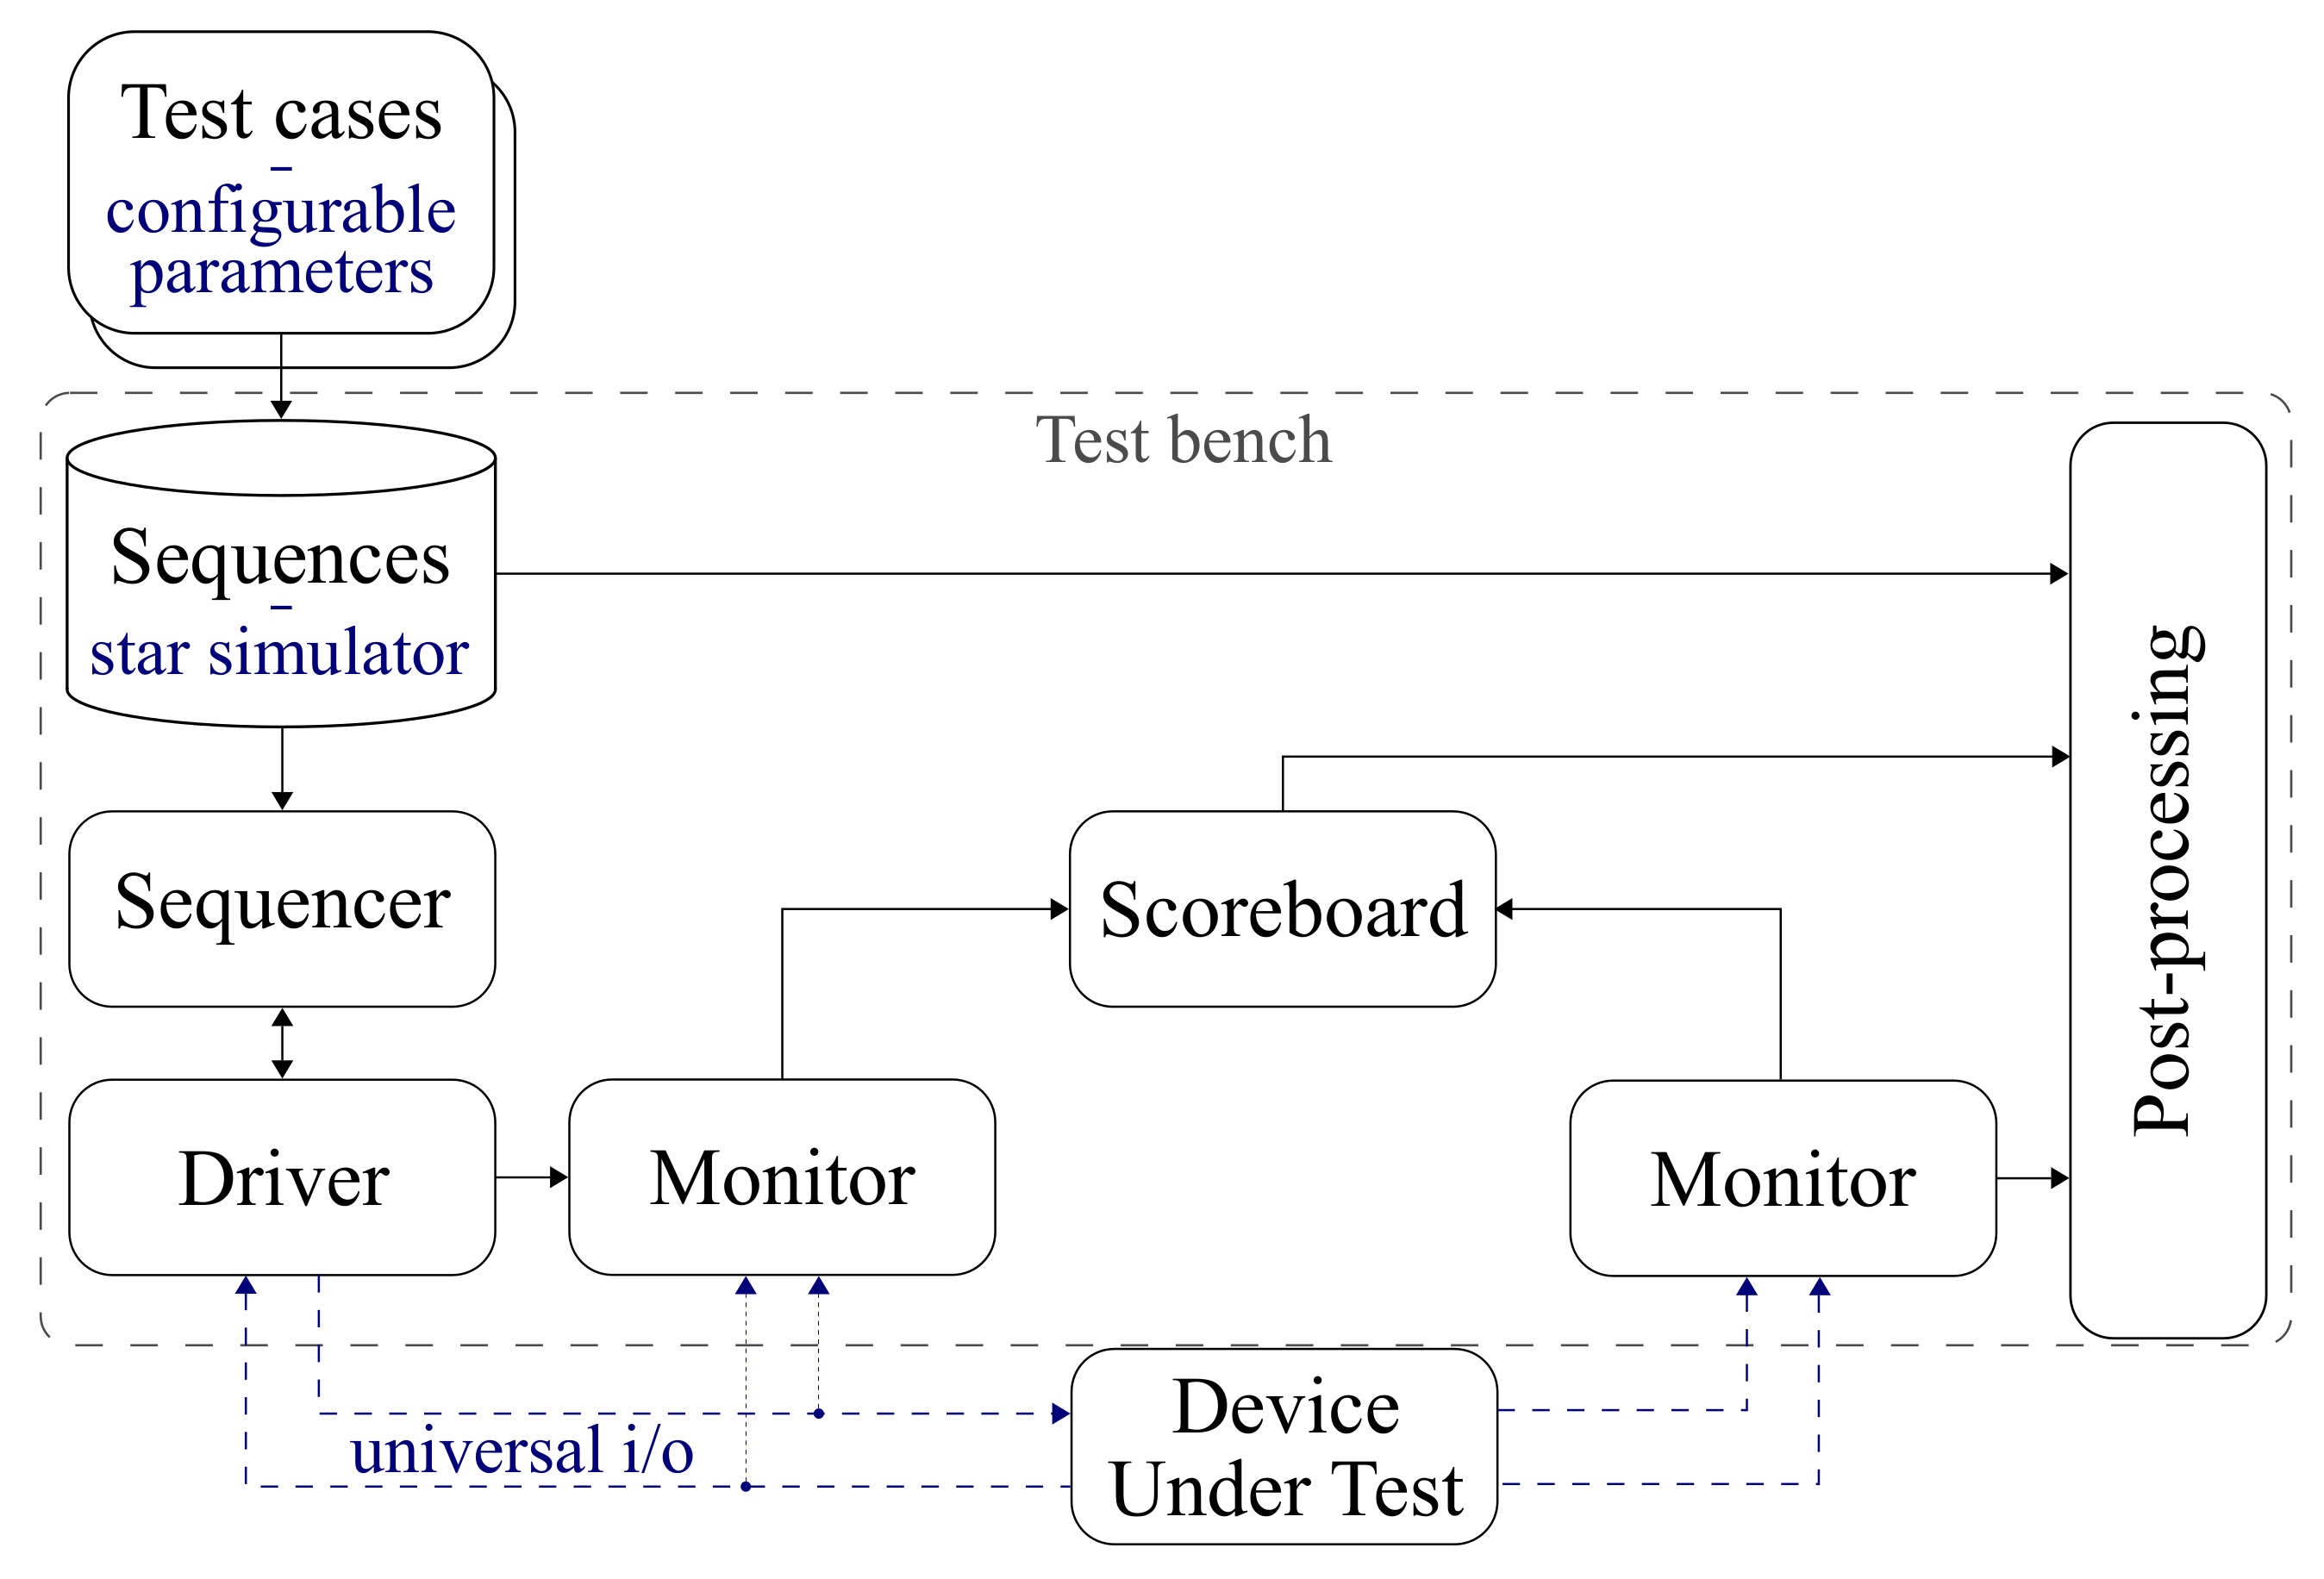 Test cases
–
configurable
parameters
Test bench
Sequences
–
star simulator
Post-processing
Sequencer
Scoreboard
Driver
Monitor
Monitor
universal i/o
Device
Under Test